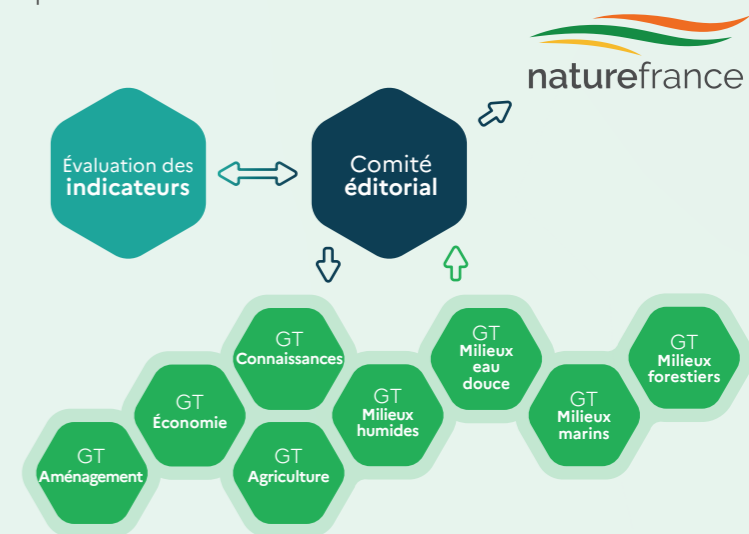 naturefrance
Évaluation des
indicateurs
Comité
éditorial
GT
Connaissances
GT
Milieux
eau
douce
GT
Milieux
forestiers
GT
Économie
GT
Milieux
humides
GT
Milieux
marins
GT
Aménagement
GT
Agriculture